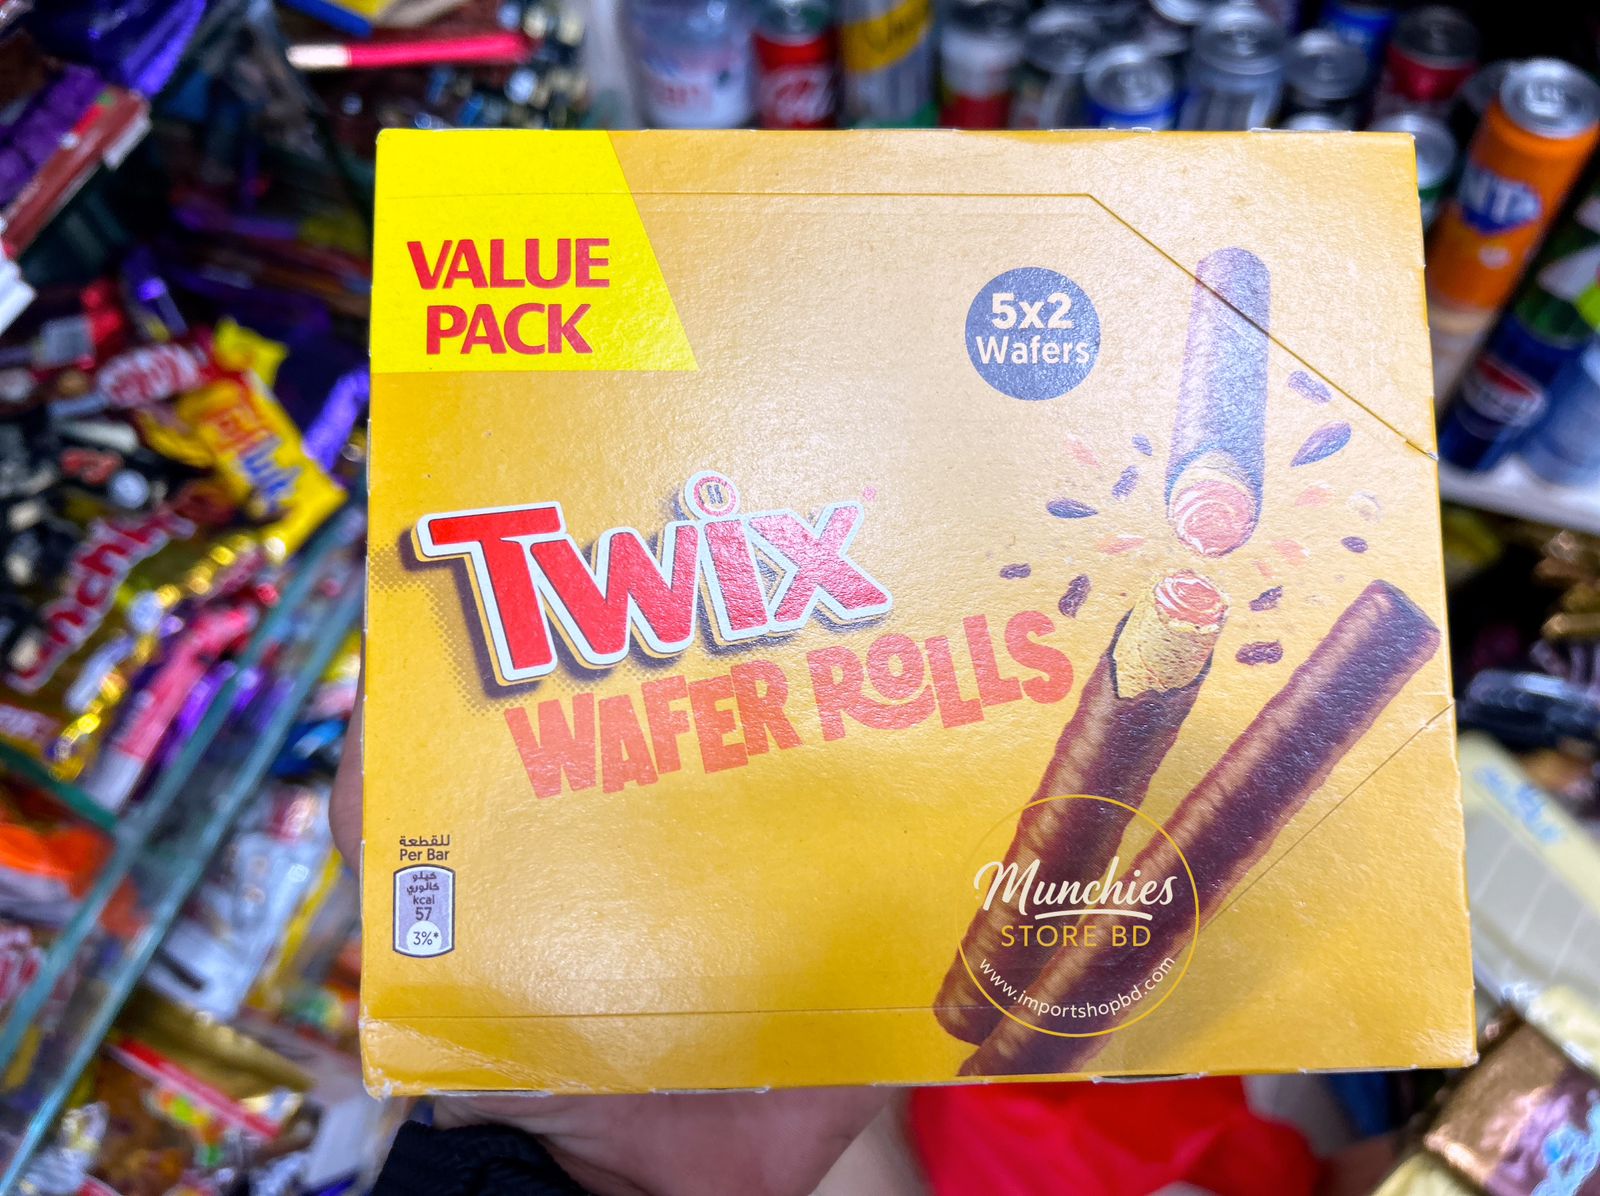 VALUE
PACK
5x2
Wafers
TWix
WAFER ROLLS
للقطعة
Per Bar
كيلو
كالوري
kcal
57
3%*
Munchies
STORE BD
www.importshopbd.com